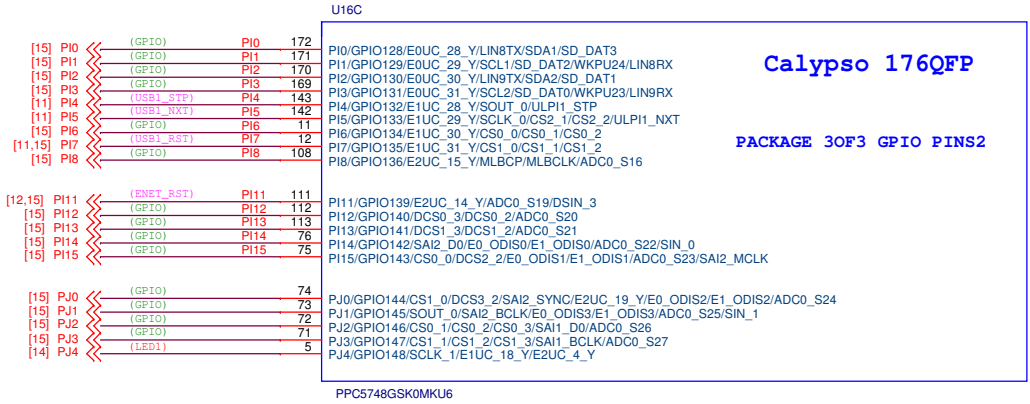 U16C
Calypso 176QFP
PACKAGE 3OF3 GPIO PINS2
[15] PI0 (GPIO) PI0 172 PI0/GPIO128/E0UC_28_Y/LIN8TX/SDA1/SD_DAT3
[15] PI1 (GPIO) PI1 171 PI1/GPIO129/E0UC_29_Y/SCL1/SD_DAT2/WKPU24/LIN8RX
[15] PI2 (GPIO) PI2 170 PI2/GPIO130/E0UC_30_Y/LIN9TX/SDA2/SD_DAT1
[15] PI3 (GPIO) PI3 169 PI3/GPIO131/E0UC_31_Y/SCL2/SD_DAT0/WKPU23/LIN9RX
[11] PI4 (USB1_STP) PI4 143 PI4/GPIO132/E1UC_28_Y/SOUT_0/ULPI1_STP
[11] PI5 (USB1_NXT) PI5 142 PI5/GPIO133/E1UC_29_Y/SCLK_0/CS2_1/CS2_2/ULPI1_NXT
[15] PI6 (GPIO) PI6 11 PI6/GPIO134/E1UC_30_Y/CS0_0/CS0_1/CS0_2
[11,15] PI7 (USB1_RST) PI7 12 PI7/GPIO135/E1UC_31_Y/CS1_0/CS1_1/CS1_2
[15] PI8 (GPIO) PI8 108 PI8/GPIO136/E2UC_15_Y/MLBCP/MLBCLK/ADC0_S16
[12,15] PI11 (ENET_RST) PI11 111 PI11/GPIO139/E2UC_14_Y/ADC0_S19/DSIN_3
[15] PI12 (GPIO) PI12 112 PI12/GPIO140/DCS0_3/DCS0_2/ADC0_S20
[15] PI13 (GPIO) PI13 113 PI13/GPIO141/DCS1_3/DCS1_2/ADC0_S21
[15] PI14 (GPIO) PI14 76 PI14/GPIO142/SAI2_D0/E0_ODIS0/E1_ODIS0/ADC0_S22/SIN_0
[15] PI15 (GPIO) PI15 75 PI15/GPIO143/CS0_0/DCS2_2/E0_ODIS1/E1_ODIS1/ADC0_S23/SAI2_MCLK
[15] PJ0 (GPIO) 74 PJ0/GPIO144/CS1_0/DCS3_2/SAI2_SYNC/E2UC_19_Y/E0_ODIS2/E1_ODIS2/ADC0_S24
[15] PJ1 (GPIO) 73 PJ1/GPIO145/SOUT_0/SAI2_BCLK/E0_ODIS3/E1_ODIS3/ADC0_S25/SIN_1
[15] PJ2 (GPIO) 72 PJ2/GPIO146/CS0_1/CS0_2/CS0_3/SAI1_D0/ADC0_S26
[15] PJ3 (GPIO) 71 PJ3/GPIO147/CS1_1/CS1_2/CS1_3/SAI1_BCLK/ADC0_S27
[14] PJ4 (LED1) 5 PJ4/GPIO148/SCLK_1/E1UC_18_Y/E2UC_4_Y
PPC5748GSK0MKU6